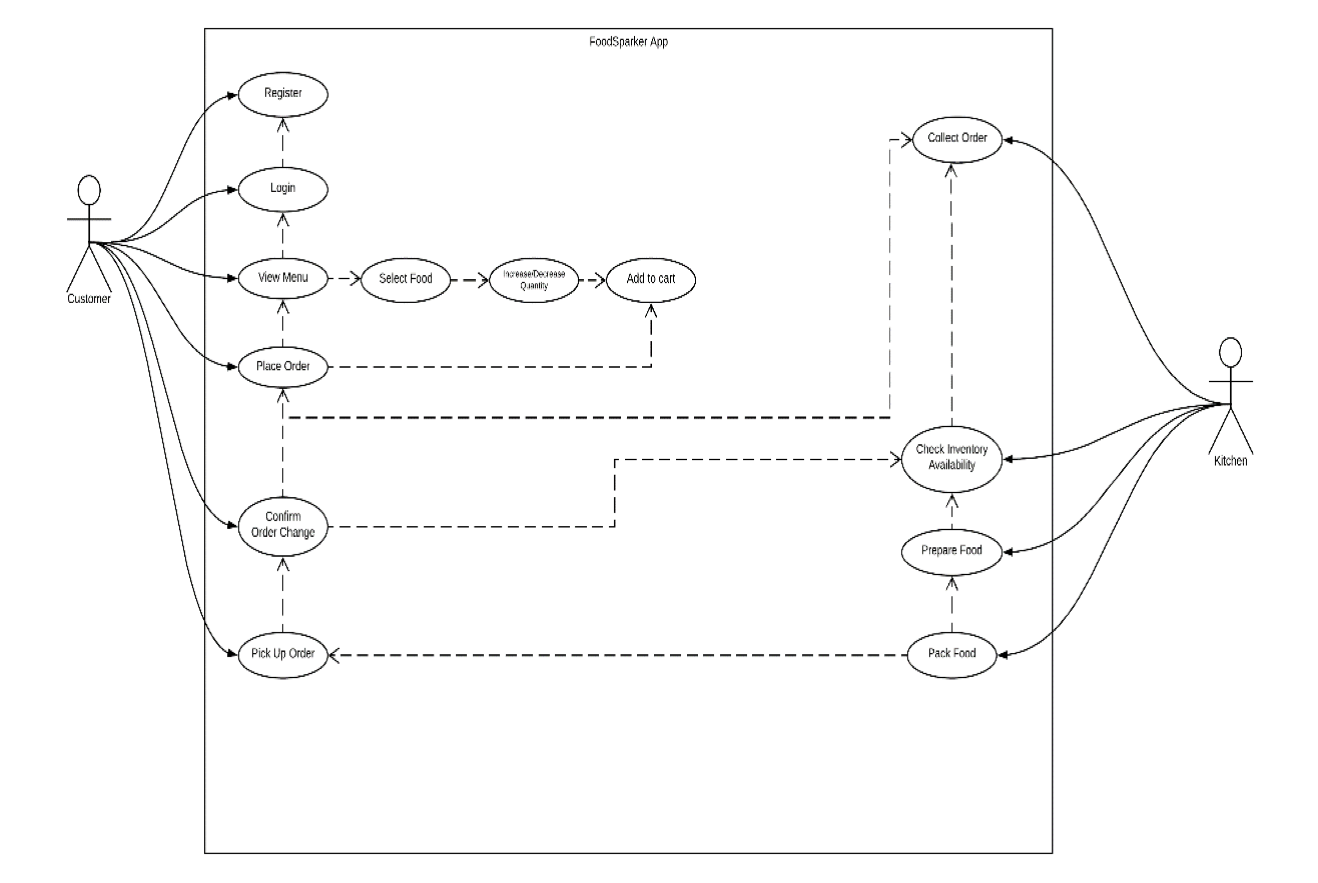 FoodSparker App
Register
Collect Order
Login
View Menu
Select Food
Increase/Decrease
Quantity
Add to cart
Customer
Place Order
Check Inventory
Availability
Kitchen
Confirm
Order Change
Prepare Food
Pick Up Order
Pack Food